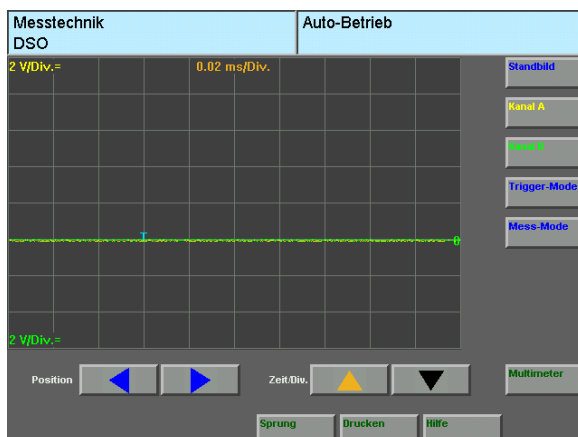 Messtechnik
DSO
Auto-Betrieb
2 V/Div.=
0.02 ms/Div.
T
0
2 V/Div.=
Standbild
Kanal A
Kanal B
Trigger-Mode
Mess-Mode
Position
Zeit/Div.
Multimeter
Sprung
Drucken
Hilfe